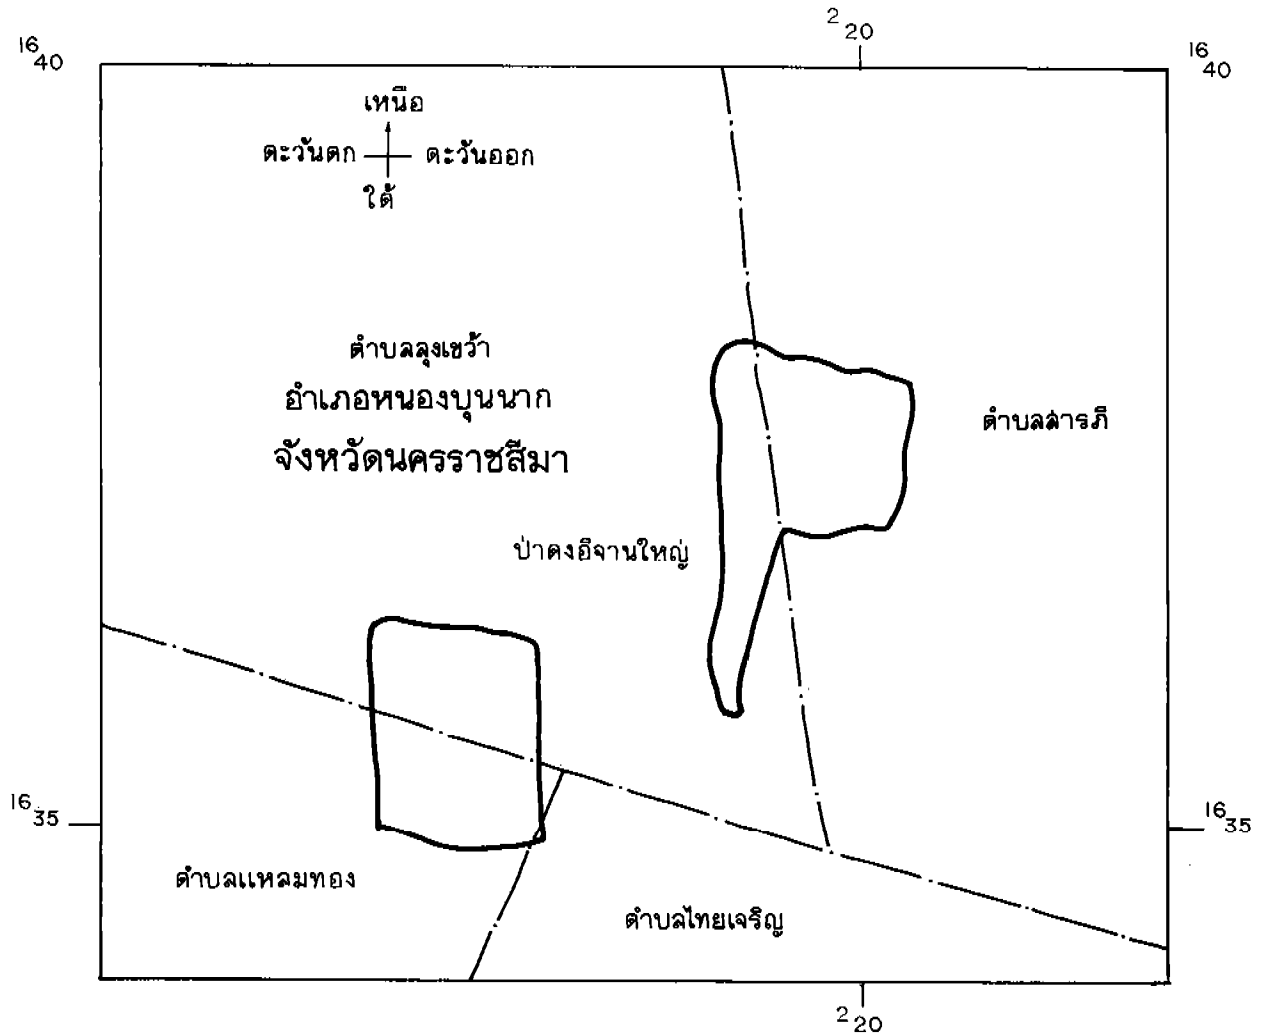 2 20
16 40
16 40
เหนือ
ตะวันตก ตะวันออก
ใต้
ตำบลลุงเขว้า
อำเภอหนองบุนนาก
จังหวัดนครราชสีมา
ตำบลสารภี
ป่าดงอีจานใหญ่
16 35
16 35
ตำบลแหลมทอง
ตำบลไทยเจริญ
2 20